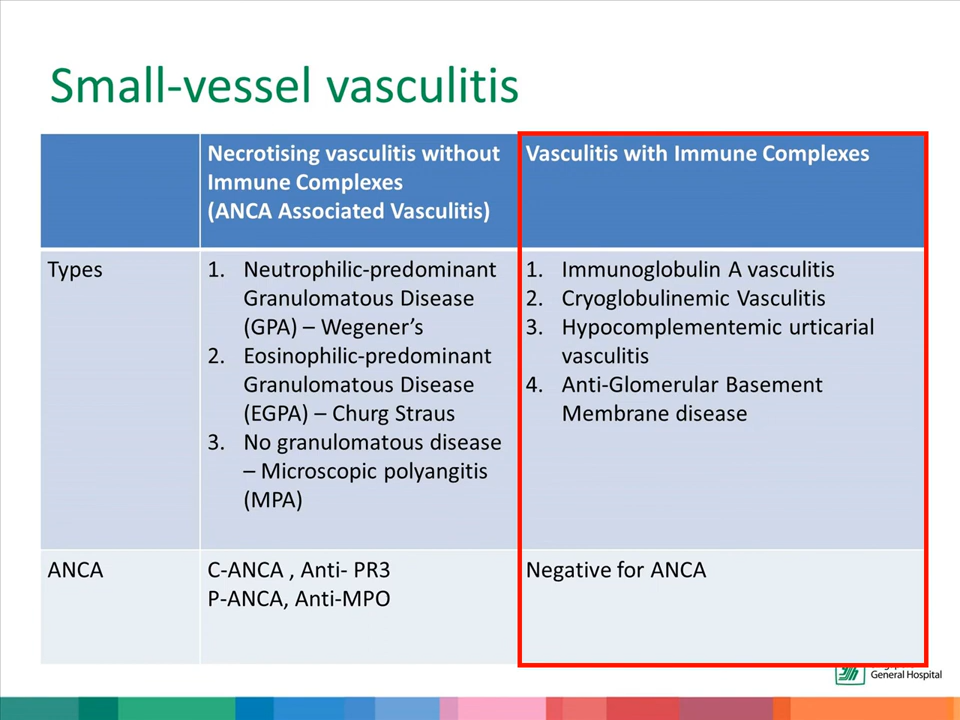 Small-vessel vasculitis
Necrotising vasculitis without
Immune Complexes
(ANCA Associated Vasculitis)
Vasculitis with Immune Complexes
Types
1. Neutrophilic-predominant
Granulomatous Disease
(GPA) – Wegener’s
2. Eosinophilic-predominant
Granulomatous Disease
(EGPA) – Churg Straus
3. No granulomatous disease
– Microscopic polyangitis
(MPA)
1. Immunoglobulin A vasculitis
2. Cryoglobulinemic Vasculitis
3. Hypocomplementemic urticarial
vasculitis
4. Anti-Glomerular Basement
Membrane disease
ANCA
C-ANCA , Anti- PR3
P-ANCA, Anti-MPO
Negative for ANCA
General Hospital